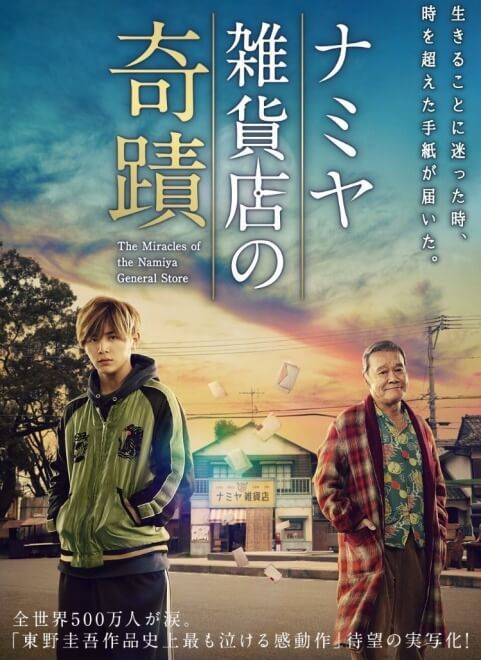 生きることに迷った時、
時を超えた手紙が届いた。
ナミヤ
雑貨店の
奇蹟
The Miracles of
the Namiya
General Store
ナミヤ雑貨店
全世界500万人が涙。
「東野圭吾作品史上最も泣ける感動作」待望の実写化!